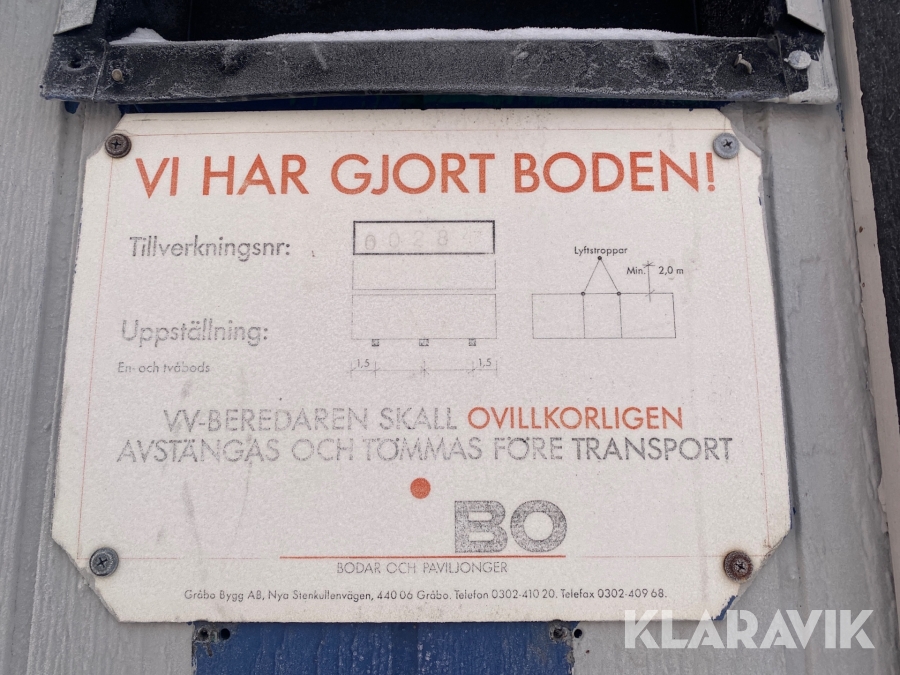 VI HAR GJORT BODEN!
Tillverkningsnr:
Lyftstroppar
Min. 2,0 m
Uppställning:
En- och tvåbods
1,5 1,5
VV-BEREDAREN SKALL OVILLKORLIGEN
AVSTÄNGAS OCH TÖMMAS FÖRE TRANSPORT
BO
BODAR OCH PAVILJONGER
Gråbo Bygg AB, Nya Stenkullenvägen, 440 06 Gråbo. Telefon 0302-410 20. Telefax 0302-409 68.
KLARAVIK